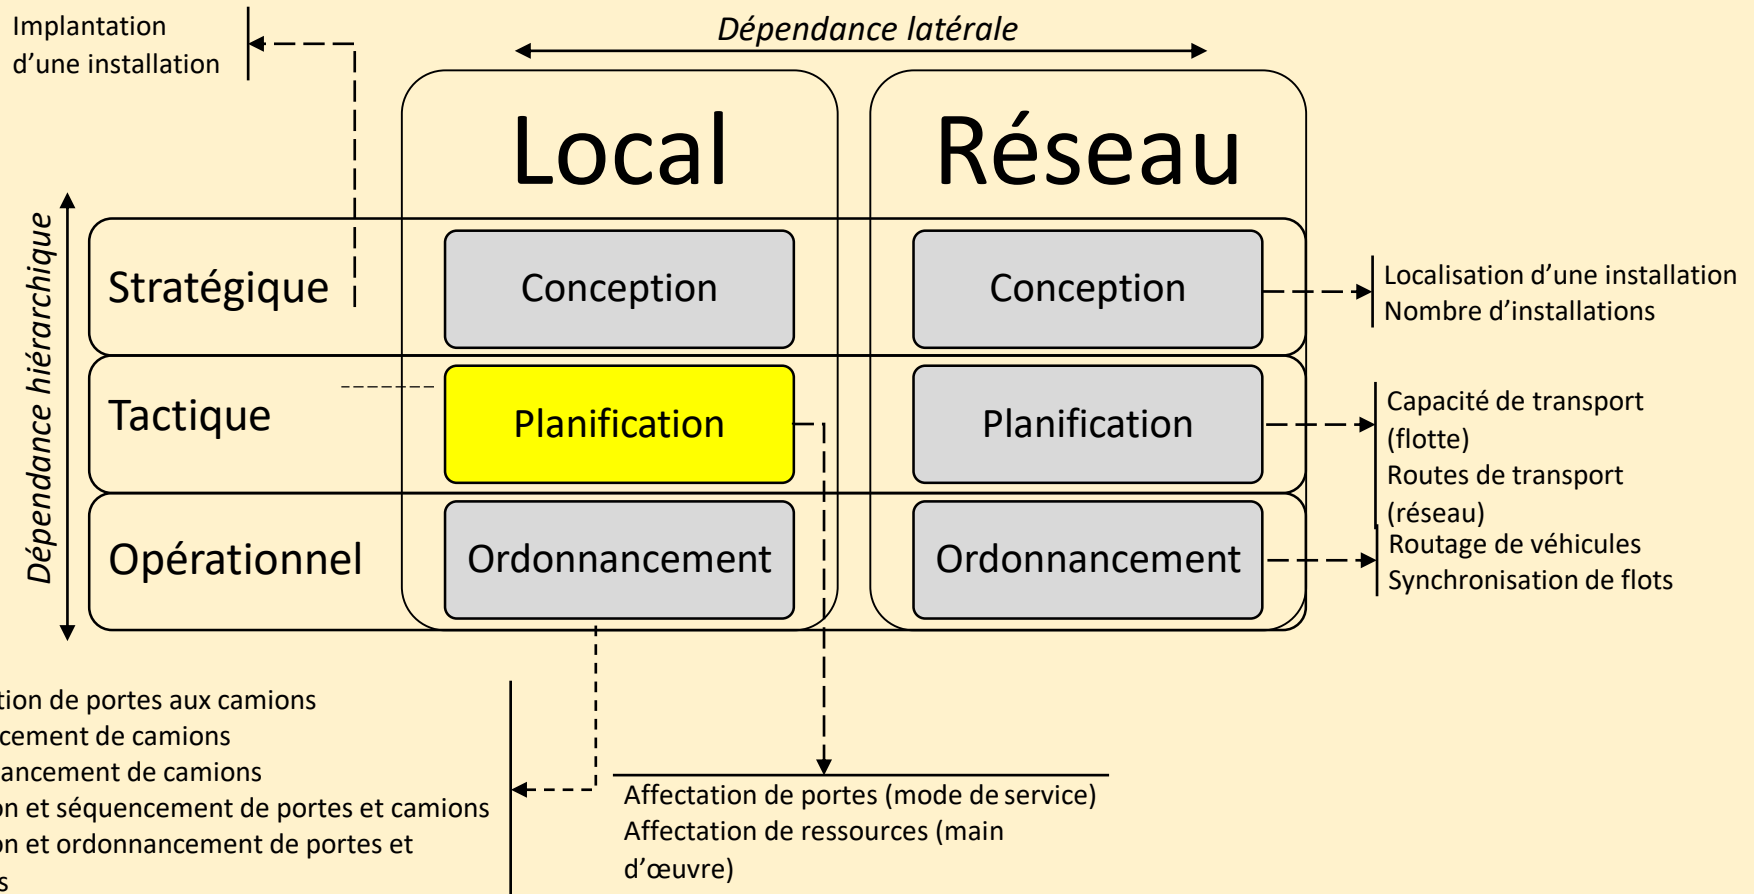 Implantation
d’une installation
Dépendance latérale
Local
Réseau
Dépendance hiérarchique
Stratégique
Conception
Conception
Localisation d’une installation
Nombre d’installations
Tactique
Planification
Planification
Capacité de transport
(flotte)
Routes de transport
(réseau)
Opérationnel
Ordonnancement
Ordonnancement
Routage de véhicules
Synchronisation de flots
tion de portes aux camions
cement de camions
ancement de camions
on et séquencement de portes et camions
on et ordonnancement de portes et
s
Affectation de portes (mode de service)
Affectation de ressources (main
d’œuvre)